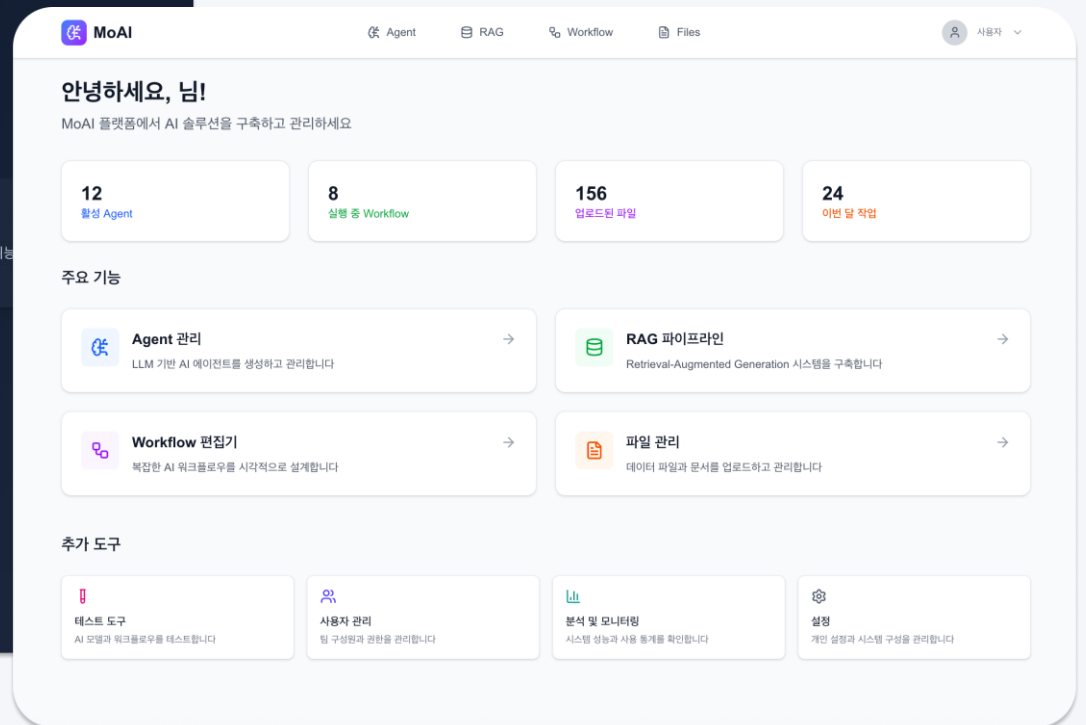 MoAI
Agent
RAG
Workflow
Files
사용자
안녕하세요, 님!
MoAI 플랫폼에서 AI 솔루션을 구축하고 관리하세요
12
활성 Agent
8
실행 중 Workflow
156
업로드된 파일
24
이번 달 작업
주요 기능
Agent 관리
LLM 기반 AI 에이전트를 생성하고 관리합니다
RAG 파이프라인
Retrieval-Augmented Generation 시스템을 구축합니다
Workflow 편집기
복잡한 AI 워크플로우를 시각적으로 설계합니다
파일 관리
데이터 파일과 문서를 업로드하고 관리합니다
추가 도구
테스트 도구
AI 모델과 워크플로우를 테스트합니다
사용자 관리
팀 구성원과 권한을 관리합니다
분석 및 모니터링
시스템 성능과 사용 통계를 확인합니다
설정
개인 설정과 시스템 구성을 관리합니다